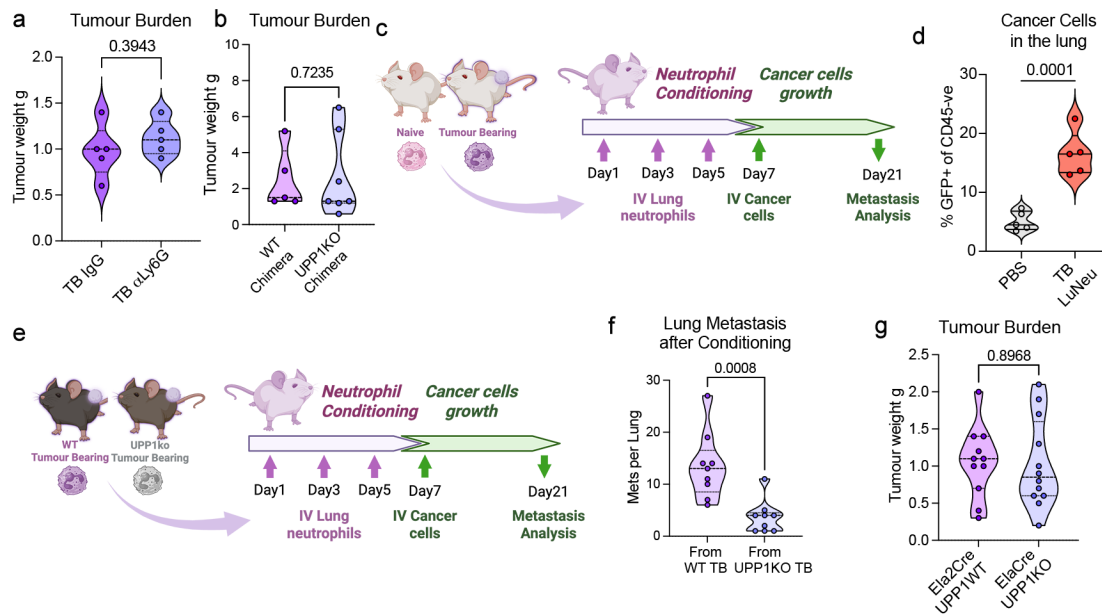 a
Tumour Burden
0.3943
Tumour weight g
2.0
1.5
1.0
0.5
0.0
TB IgG
TB αLy6G
b
Tumour Burden
0.7235
Tumour weight g
10
8
6
4
2
0
WT
Chimera
UPP1KO
Chimera
c
Naive
Tumour Bearing
Neutrophil
Conditioning
Cancer cells
growth
Day1
Day3
Day5
Day7
Day21
IV Lung
neutrophils
IV Cancer
cells
Metastasis
Analysis
d
Cancer Cells
in the lung
0.0001
% GFP+ of CD45-ve
30
20
10
0
PBS
TB
LuNeu
e
WT
Tumour Bearing
UPP1ko
Tumour Bearing
Neutrophil
Conditioning
Cancer cells
growth
Day1
Day3
Day5
Day7
Day21
IV Lung
neutrophils
IV Cancer
cells
Metastasis
Analysis
f
Lung Metastasis
after Conditioning
0.0008
Mets per Lung
30
20
10
0
From
WT TB
From
UPP1KO TB
g
Tumour Burden
0.8968
Tumour weight g
2.5
2.0
1.5
1.0
0.5
0.0
Ela2Cre
UPP1WT
ElaCre
UPP1KO